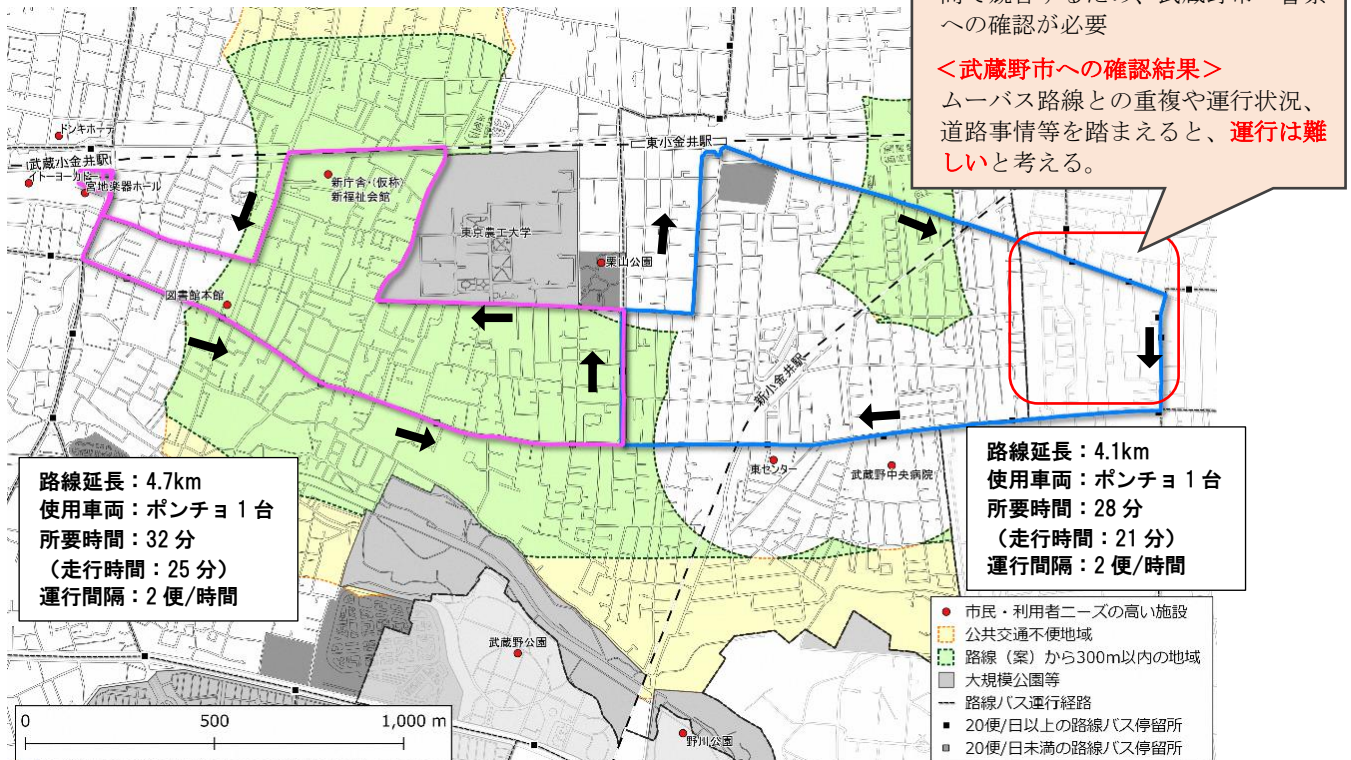 への確認が必要
＜武蔵野市への確認結果＞
ムーバス路線との重複や運行状況、
道路事情等を踏まえると、運行は難
しいと考える。
ドンキホーテ
武蔵小金井駅
イトーヨーカドー
宮地楽器ホール
新庁舎・(仮称)
新福祉会館
東小金井駅
東京農工大学
栗山公園
図書館本館
新小金井駅
東センター
武蔵野中央病院
路線延長：4.7km
使用車両：ポンチョ１台
所要時間：32 分
（走行時間：25 分）
運行間隔：2 便/時間
路線延長：4.1km
使用車両：ポンチョ１台
所要時間：28 分
（走行時間：21 分）
運行間隔：2 便/時間
武蔵野公園
野川公園
0 500 1,000 m
市民・利用者ニーズの高い施設
公共交通不便地域
路線（案）から300m以内の地域
大規模公園等
路線バス運行経路
20便/日以上の路線バス停留所
20便/日未満の路線バス停留所